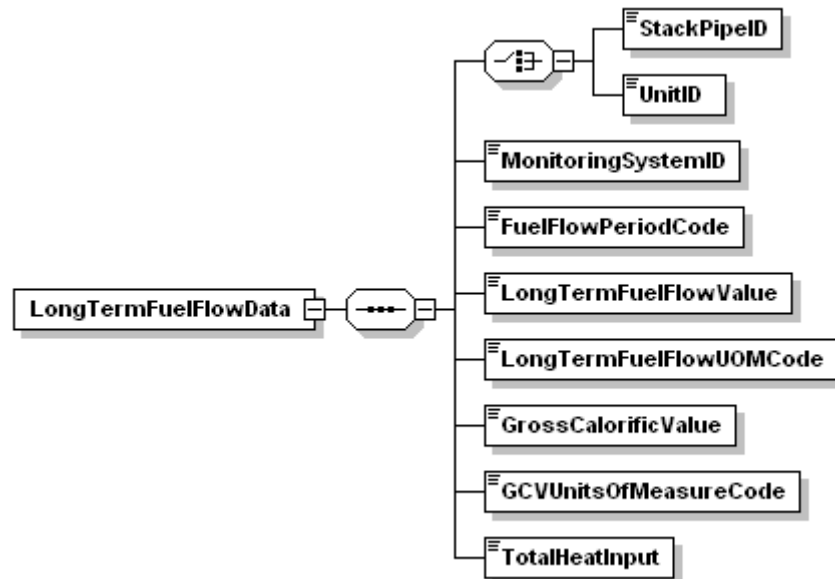 StackPipeID
UnitID
MonitoringSystemID
FuelFlowPeriodCode
LongTermFuelFlowData
LongTermFuelFlowValue
LongTermFuelFlowUOMCode
GrossCalorificValue
GCVUnitsOfMeasureCode
TotalHeatInput